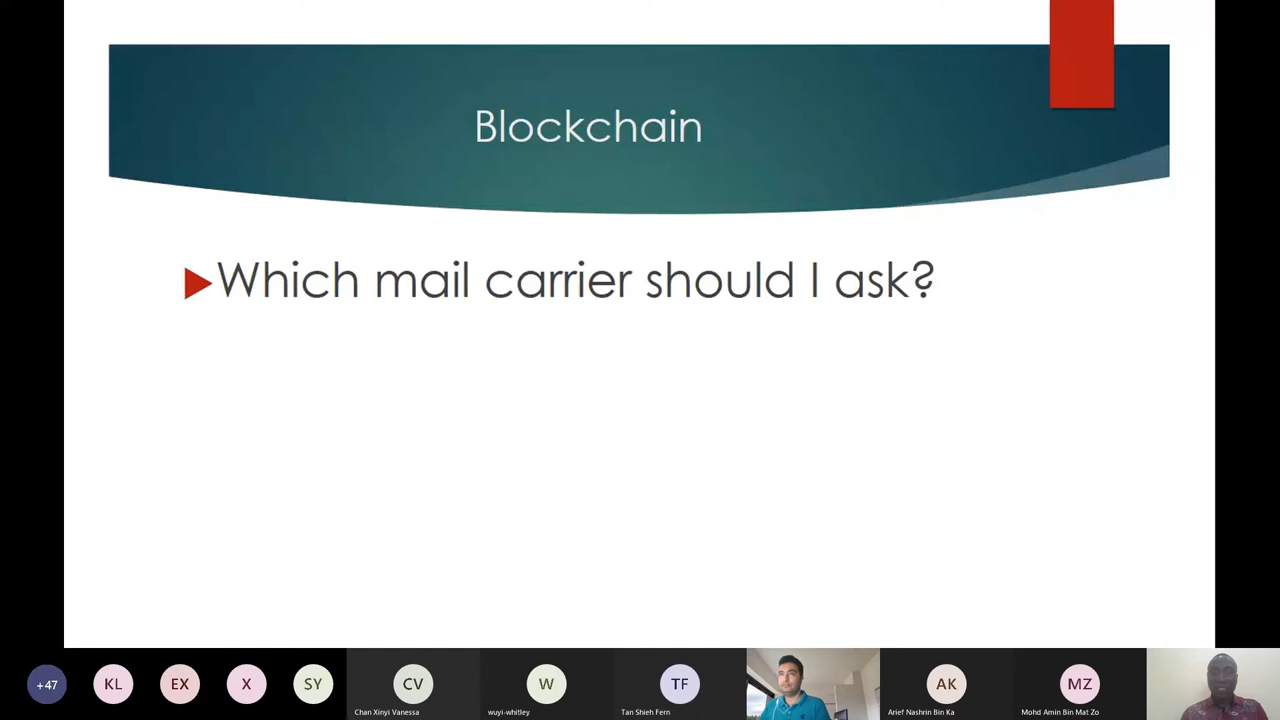 Blockchain
Which mail carrier should I ask?
+47
KL
EX
X
SY
CV
Chan Xinyi Vanessa
W
wuyi-whitley
TF
Tan Shieh Fern
AK
Arief Nashrin Bin Ka
MZ
Mohd Amin Bin Mat Zo